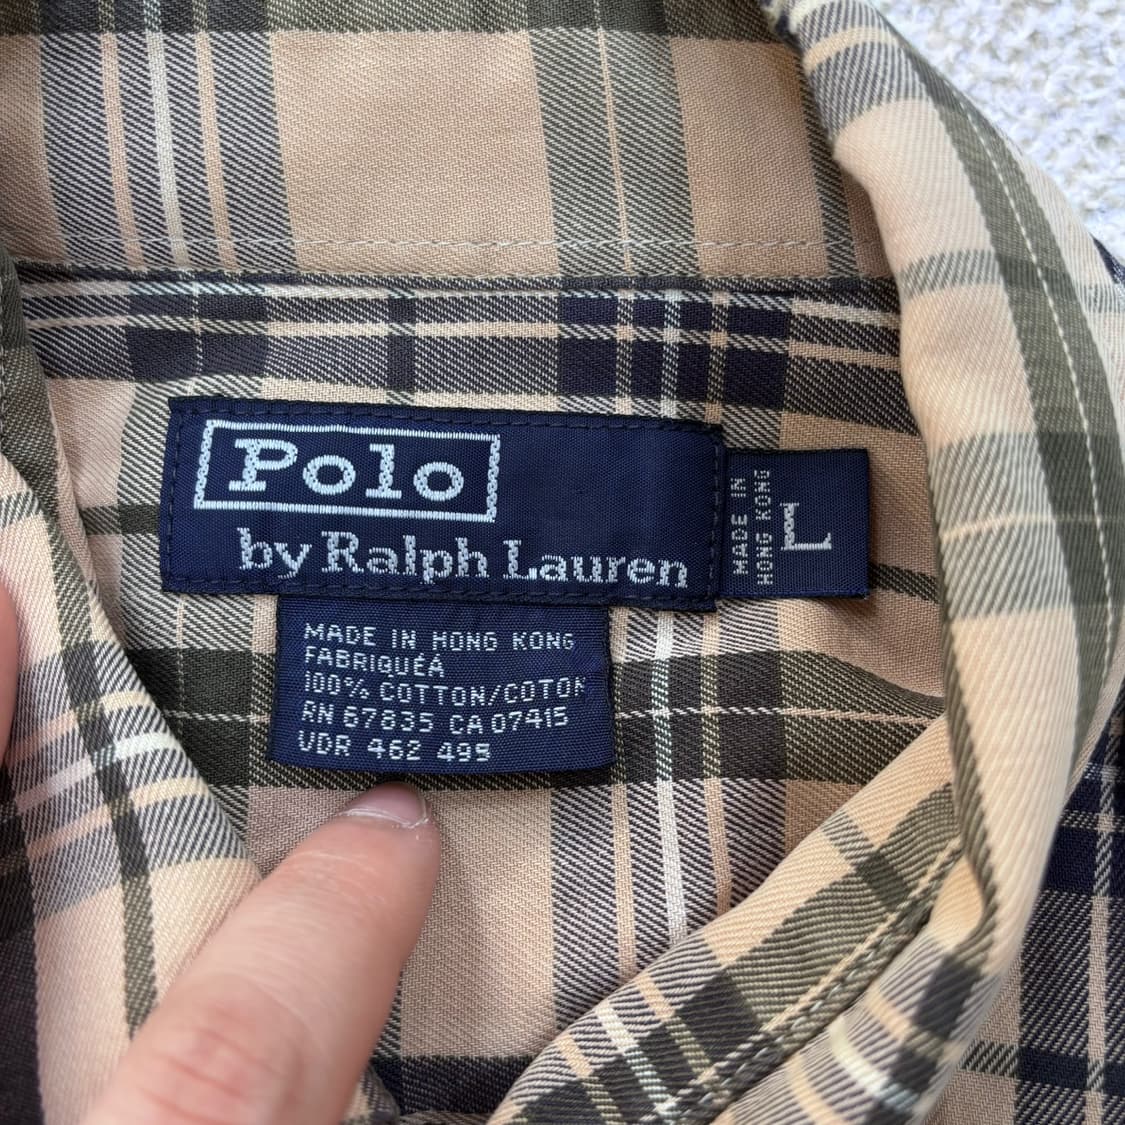 Polo
by Ralph Lauren
MADE IN
HONG KONG
L
MADE IN HONG KONG
FABRIQUÉA
100% COTTON/COTON
RN 67835 CA 07415
VDR 462 499